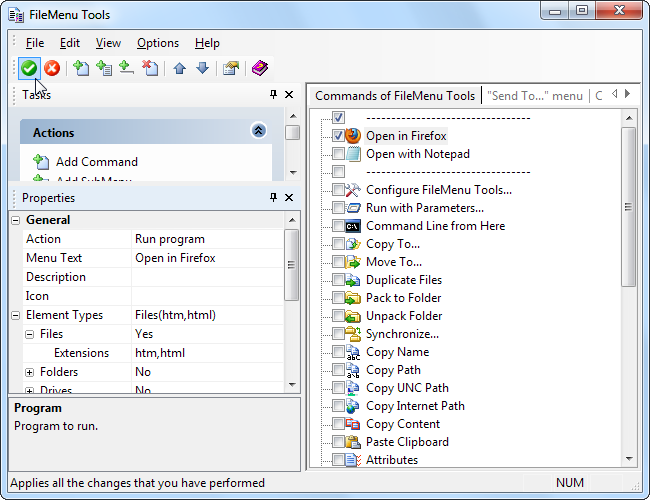 FileMenu Tools
File Edit View Options Help
Tasks
Actions
Add Command
Add SubMenu
Properties
General
Action Run program
Menu Text Open in Firefox
Description
Icon
Element Types Files(htm,html)
Files Yes
Extensions htm,html
Folders No
Drives No
Program
Program to run.
Commands of FileMenu Tools "Send To..." menu C
----------------------------------
Open in Firefox
Open with Notepad
----------------------------------
Configure FileMenu Tools...
Run with Parameters...
C:\ Command Line from Here
Copy To...
Move To...
Duplicate Files
Pack to Folder
Unpack Folder
Synchronize...
Copy Name
Copy Path
Copy UNC Path
Copy Internet Path
Copy Content
Paste Clipboard
Attributes
Applies all the changes that you have performed NUM